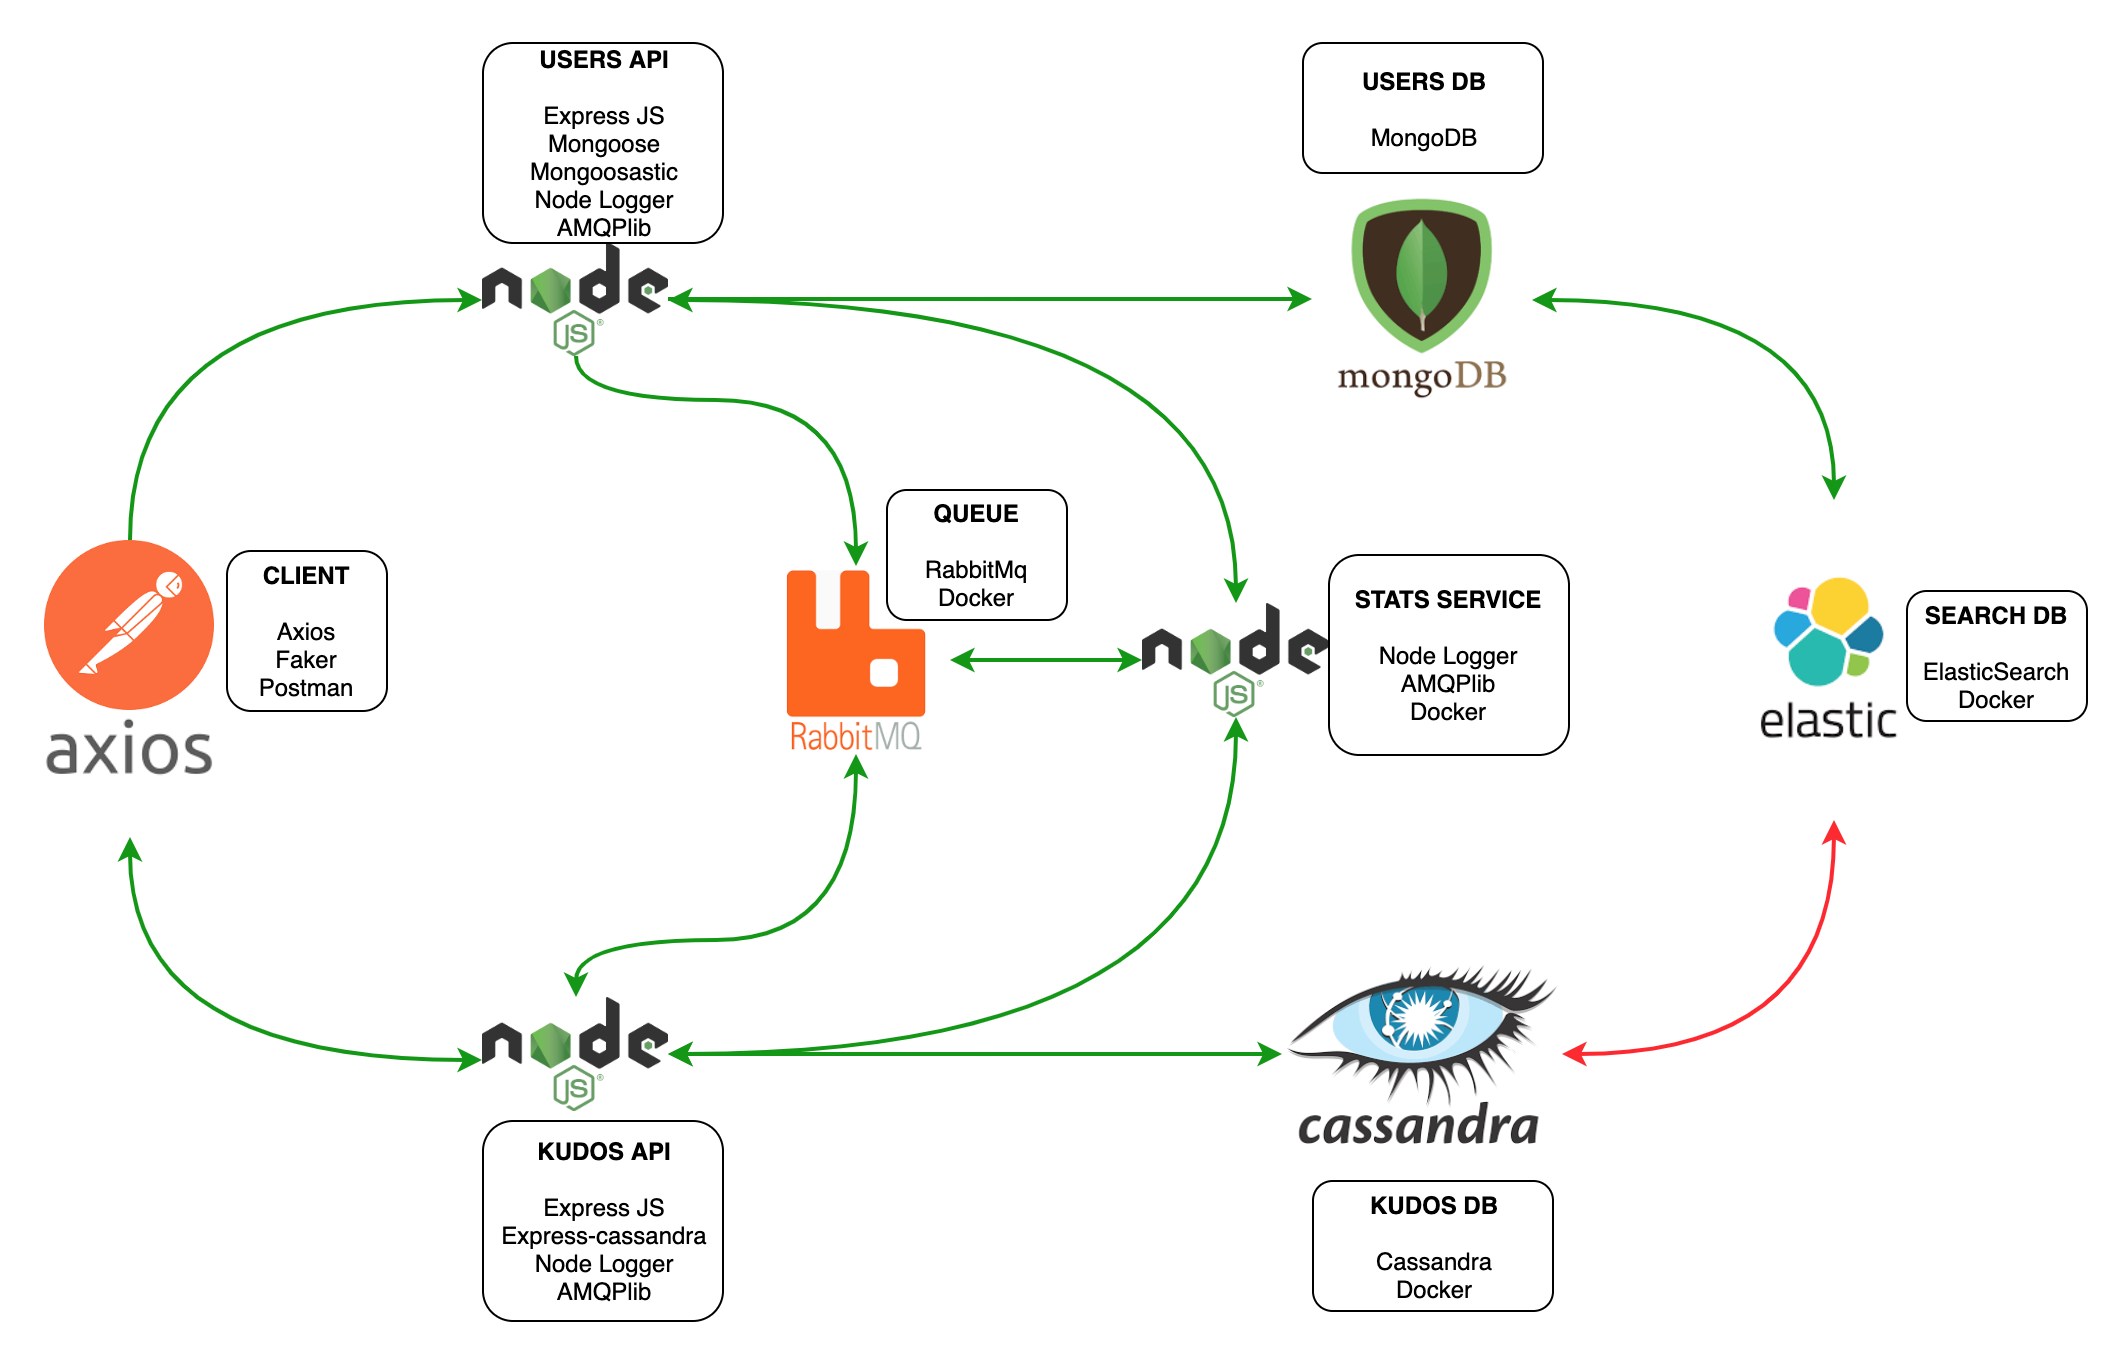 USERS API
Express JS
Mongoose
Mongoosastic
Node Logger
AMQPlib
node
JS
®
USERS DB
MongoDB
mongoDB
CLIENT
Axios
Faker
Postman
axios
QUEUE
RabbitMq
Docker
RabbitMQ
node
JS
®
STATS SERVICE
Node Logger
AMQPlib
Docker
elastic
SEARCH DB
ElasticSearch
Docker
node
JS
®
KUDOS API
Express JS
Express-cassandra
Node Logger
AMQPlib
cassandra
KUDOS DB
Cassandra
Docker